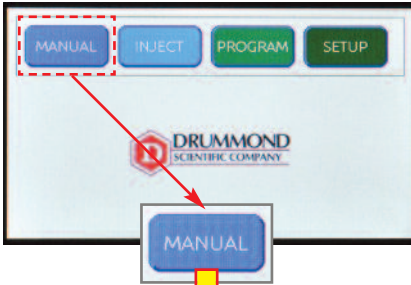 MANUAL INJECT PROGRAM SETUP
DRUMMOND
SCIENTIFIC COMPANY
MANUAL